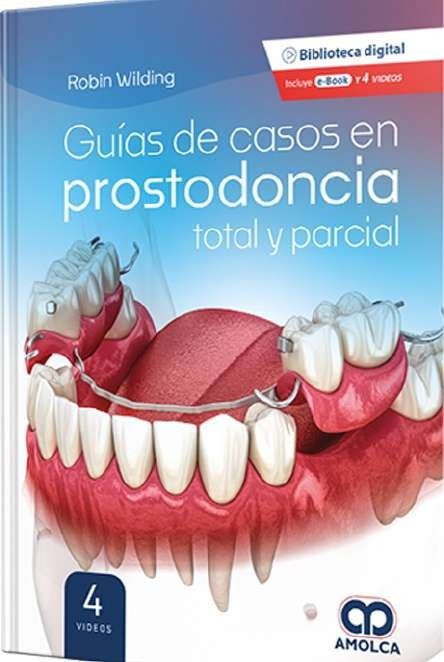 Biblioteca digital
Incluye e-Book Y 4 VIDEOS
Robin Wilding
Guías de casos en
prostodoncia
total y parcial
4
VIDEOS
AMOLCA